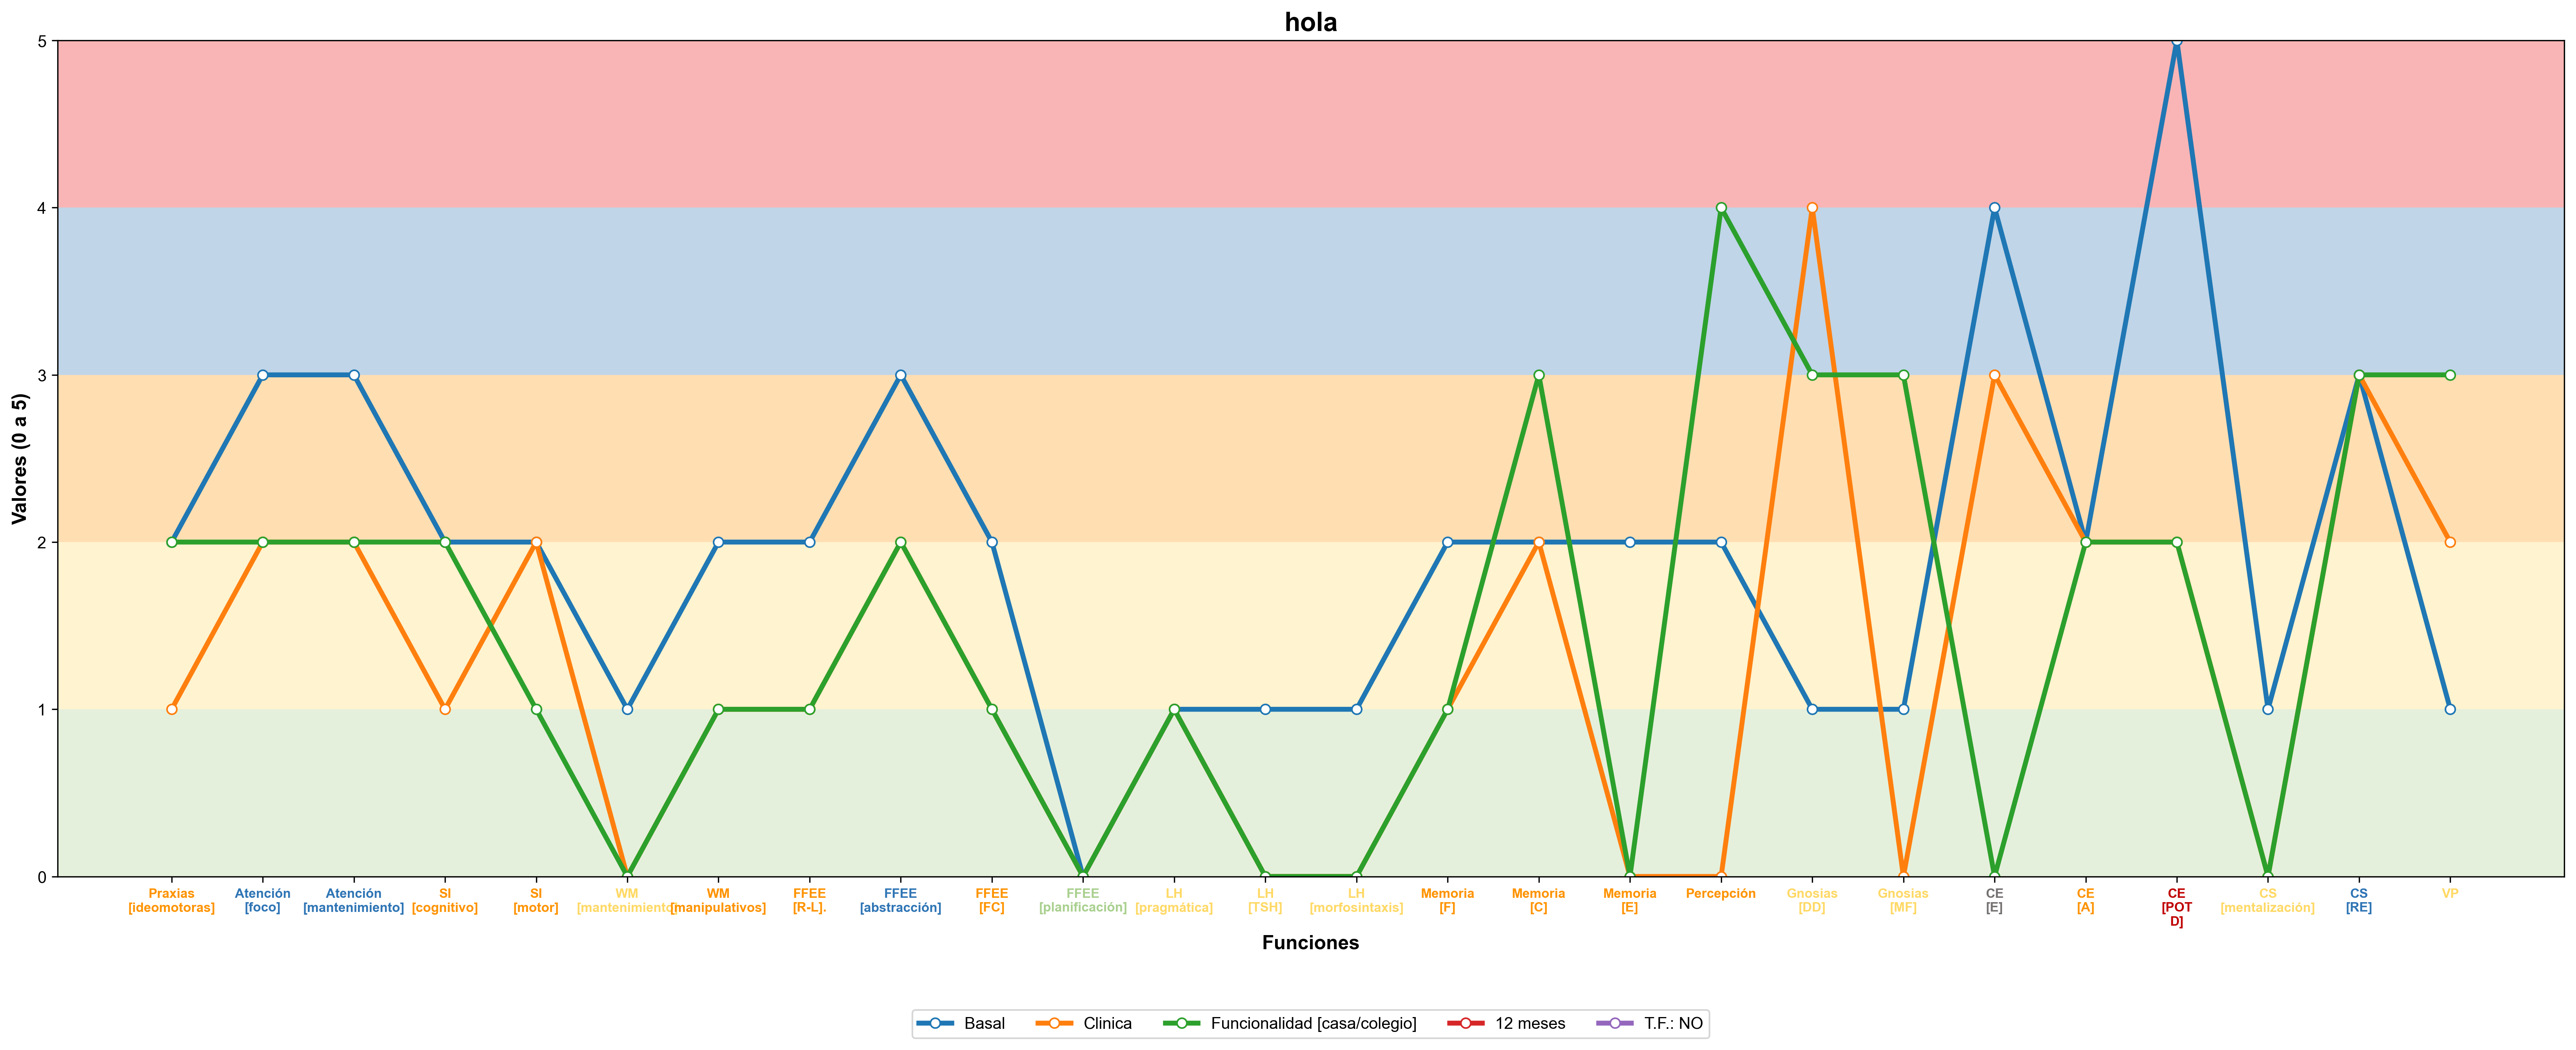 hola
Valores (0 a 5)
5
4
3
2
1
0
Praxias
[ideomotoras]
Atención
[foco]
Atención
[mantenimiento]
SI
[cognitivo]
SI
[motor]
WM
[mantenimiento]
WM
[manipulativos]
FFEE
[R-L].
FFEE
[abstracción]
FFEE
[FC]
FFEE
[planificación]
LH
[pragmática]
LH
[TSH]
LH
[morfosintaxis]
Memoria
[F]
Memoria
[C]
Memoria
[E]
Percepción
Gnosias
[DD]
Gnosias
[MF]
CE
[E]
CE
[A]
CE
[POT
D]
CS
[mentalización]
CS
[RE]
VP
Funciones
Basal
Clinica
Funcionalidad [casa/colegio]
12 meses
T.F.: NO